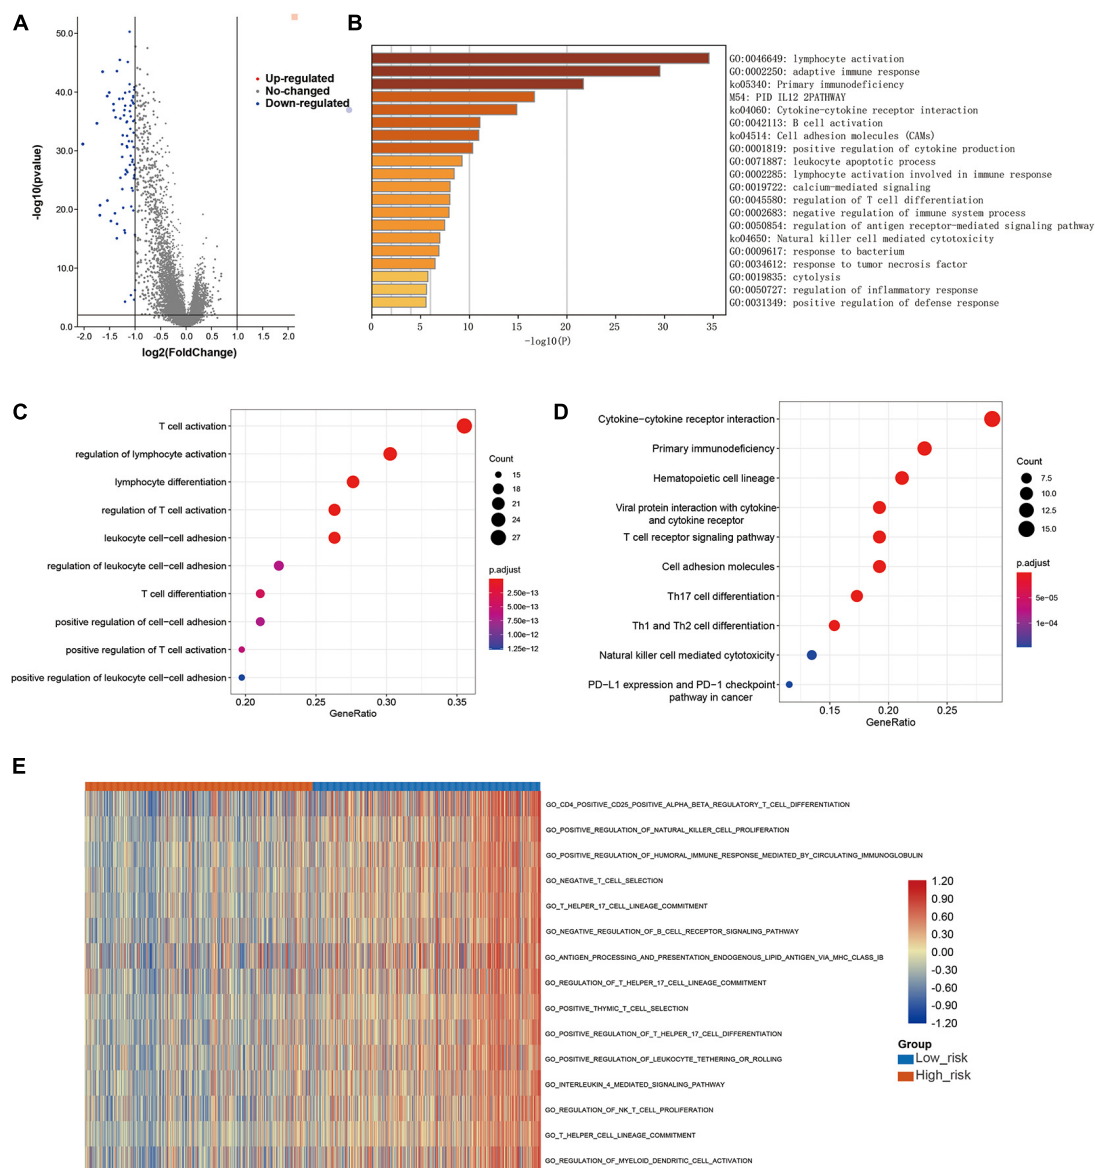 A
50.0
40.0
30.0
20.0
10.0
0.0
-log10(pvalue)
-2.0 -1.5 -1.0 -0.5 0.0 0.5 1.0 1.5 2.0
log2(FoldChange)
Up-regulated
No-changed
Down-regulated
B
GO:0046649: lymphocyte activation
GO:0002250: adaptive immune response
ko05340: Primary immunodeficiency
M54: PID IL12 2PATHWAY
ko04060: Cytokine-cytokine receptor interaction
GO:0042113: B cell activation
ko04514: Cell adhesion molecules (CAMs)
GO:0001819: positive regulation of cytokine production
GO:0071887: leukocyte apoptotic process
GO:0002285: lymphocyte activation involved in immune response
GO:0019722: calcium-mediated signaling
GO:0045580: regulation of T cell differentiation
GO:0002683: negative regulation of immune system process
GO:0050854: regulation of antigen receptor-mediated signaling pathway
ko04650: Natural killer cell mediated cytotoxicity
GO:0009617: response to bacterium
GO:0034612: response to tumor necrosis factor
GO:0019835: cytolysis
GO:0050727: regulation of inflammatory response
GO:0031349: positive regulation of defense response
0 5 10 15 20 25 30 35
-log10(P)
C
T cell activation
regulation of lymphocyte activation
lymphocyte differentiation
regulation of T cell activation
leukocyte cell−cell adhesion
regulation of leukocyte cell−cell adhesion
T cell differentiation
positive regulation of cell−cell adhesion
positive regulation of T cell activation
positive regulation of leukocyte cell−cell adhesion
0.20 0.25 0.30 0.35
GeneRatio
Count
15
18
21
24
27
p.adjust
2.50e−13
5.00e−13
7.50e−13
1.00e−12
1.25e−12
D
Cytokine−cytokine receptor interaction
Primary immunodeficiency
Hematopoietic cell lineage
Viral protein interaction with cytokine
and cytokine receptor
T cell receptor signaling pathway
Cell adhesion molecules
Th17 cell differentiation
Th1 and Th2 cell differentiation
Natural killer cell mediated cytotoxicity
PD−L1 expression and PD−1 checkpoint
pathway in cancer
0.15 0.20 0.25
GeneRatio
Count
7.5
10.0
12.5
15.0
p.adjust
5e−05
1e−04
E
GO_CD4_POSITIVE_CD25_POSITIVE_ALPHA_BETA_REGULATORY_T_CELL_DIFFERENTIATION
GO_POSITIVE_REGULATION_OF_NATURAL_KILLER_CELL_PROLIFERATION
GO_POSITIVE_REGULATION_OF_HUMORAL_IMMUNE_RESPONSE_MEDIATED_BY_CIRCULATING_IMMUNOGLOBULIN
GO_NEGATIVE_T_CELL_SELECTION
GO_T_HELPER_17_CELL_LINEAGE_COMMITMENT
GO_NEGATIVE_REGULATION_OF_B_CELL_RECEPTOR_SIGNALING_PATHWAY
GO_ANTIGEN_PROCESSING_AND_PRESENTATION_ENDOGENOUS_LIPID_ANTIGEN_VIA_MHC_CLASS_IB
GO_REGULATION_OF_T_HELPER_17_CELL_LINEAGE_COMMITMENT
GO_POSITIVE_THYMIC_T_CELL_SELECTION
GO_POSITIVE_REGULATION_OF_T_HELPER_17_CELL_DIFFERENTIATION
GO_POSITIVE_REGULATION_OF_LEUKOCYTE_TETHERING_OR_ROLLING
GO_INTERLEUKIN_4_MEDIATED_SIGNALING_PATHWAY
GO_REGULATION_OF_NK_T_CELL_PROLIFERATION
GO_T_HELPER_CELL_LINEAGE_COMMITMENT
GO_REGULATION_OF_MYELOID_DENDRITIC_CELL_ACTIVATION
1.20
0.90
0.60
0.30
0.00
-0.30
-0.60
-0.90
-1.20
Group
Low_risk
High_risk